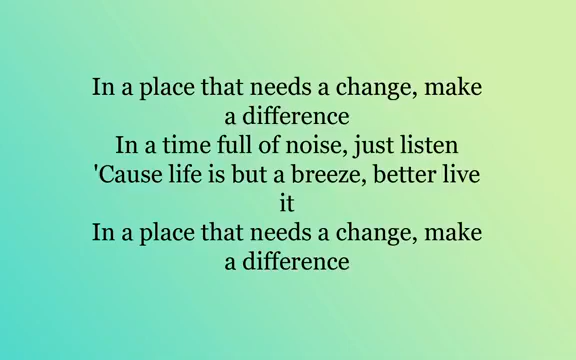 In a place that needs a change, make
a difference
In a time full of noise, just listen
'Cause life is but a breeze, better live
it
In a place that needs a change, make
a difference